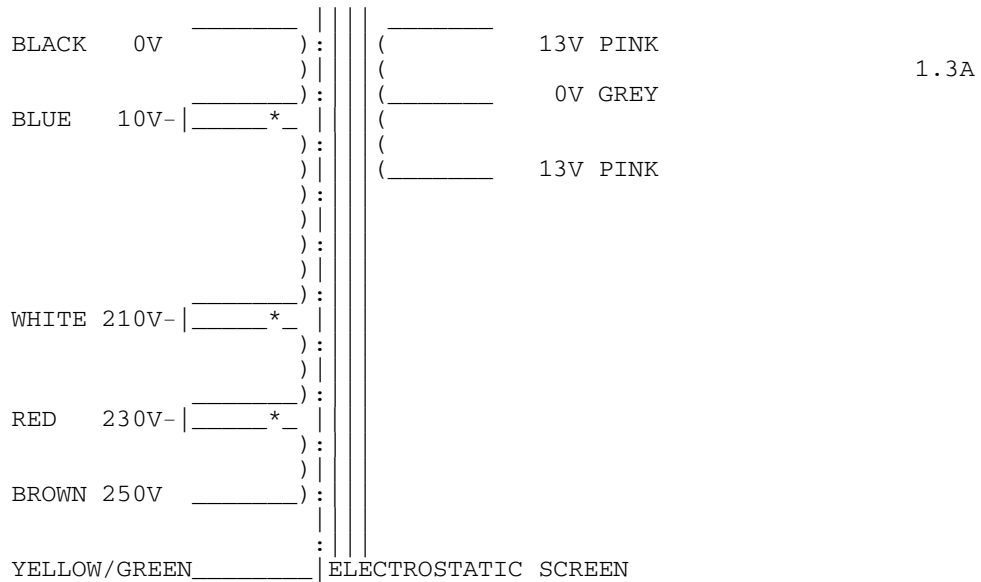 BLACK 0V 13V PINK
1.3A
0V GREY
BLUE 10V
13V PINK
WHITE 210V
RED 230V
BROWN 250V
YELLOW/GREEN ELECTROSTATIC SCREEN